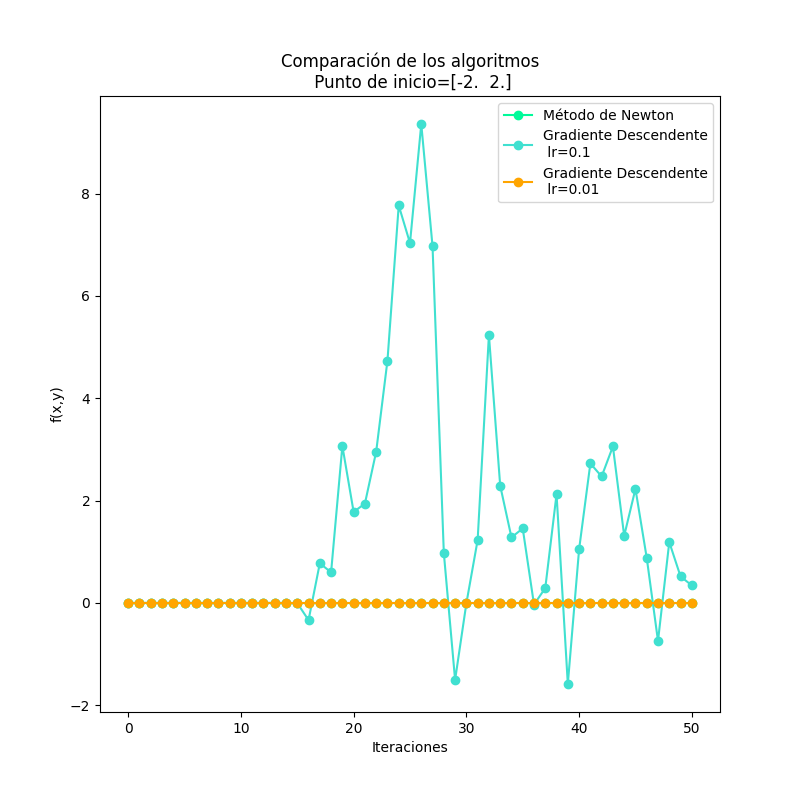 Comparación de los algoritmos
Punto de inicio=[-2. 2.]
Método de Newton
Gradiente Descendente
lr=0.1
Gradiente Descendente
lr=0.01
f(x,y)
8
6
4
2
0
−2
0
10
20
30
40
50
Iteraciones